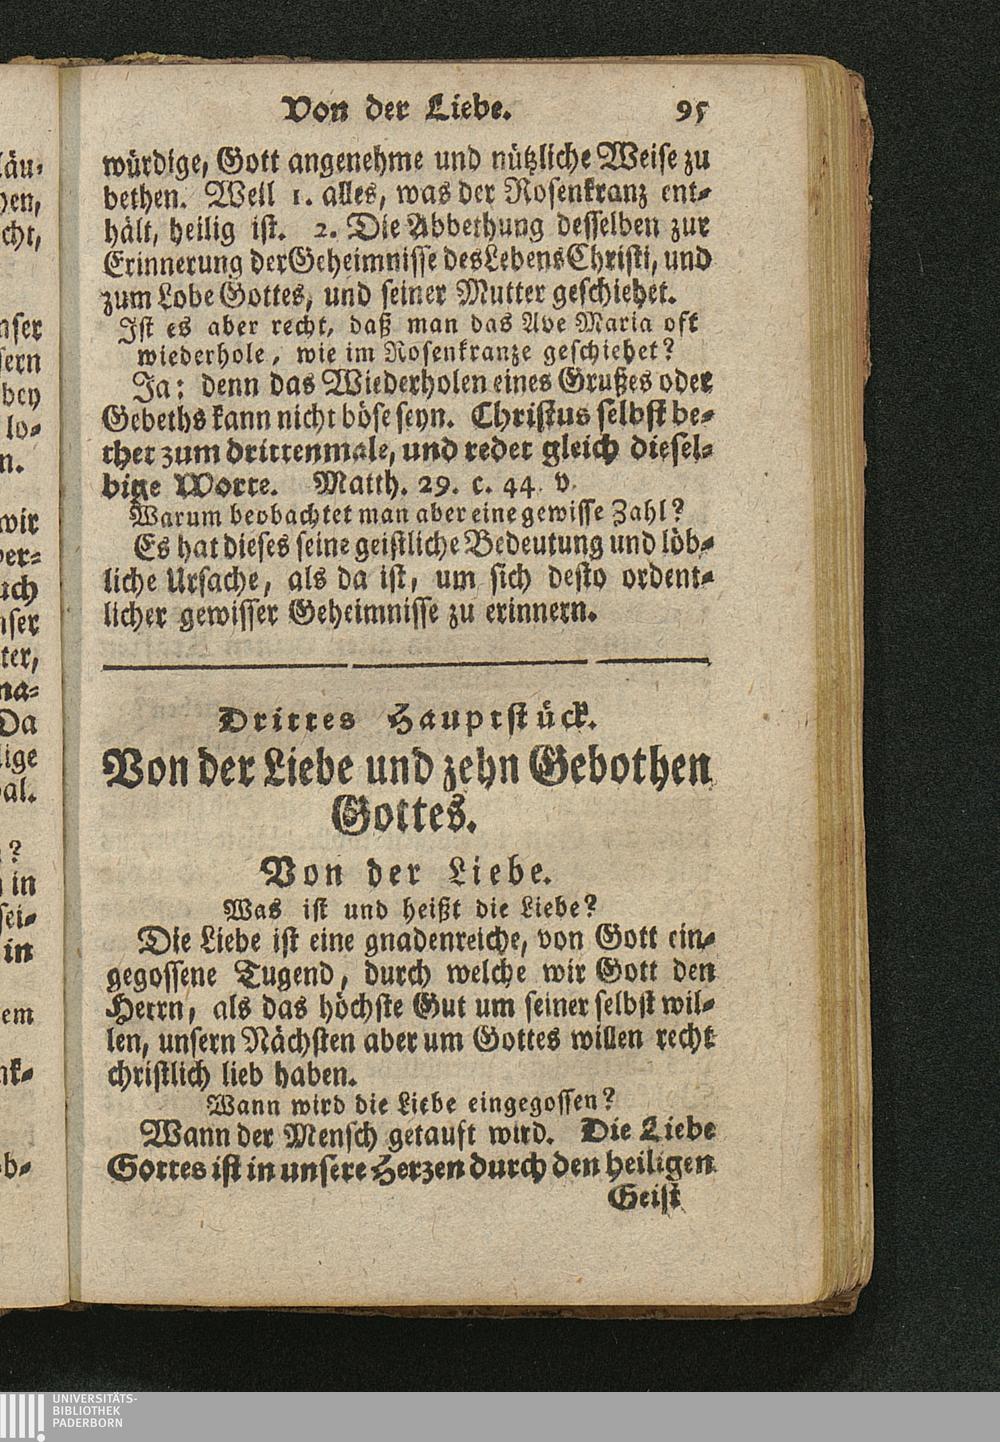 Von der Liebe. 95
würdige, Gott angenehme und nützliche Weise zu
bethen. Weil 1. alles, was der Rosenkranz ent-
hält, heilig ist. 2. Die Abbethung desselben zur
Erinnerung der Geheimnisse des Lebens Christi, und
zum Lobe Gottes, und seiner Mutter geschiehet.
Ist es aber recht, daß man das Ave Maria oft
wiederhole, wie im Rosenkranze geschiehet?
Ja: denn das Wiederholen eines Grußes oder
Gebeths kann nicht böse seyn. Christus selbst be-
thet zum drittenmale, und redet gleich diesel-
bige Worte. Matth. 29. c. 44. v.
Warum beobachtet man aber eine gewisse Zahl?
Es hat dieses seine geistliche Bedeutung und löb-
liche Ursache, als da ist, um sich desto ordent-
licher gewisser Geheimnisse zu erinnern.
Drittes Hauptstück.
Von der Liebe und zehn Gebothen
Gottes.
Von der Liebe.
Was ist und heißt die Liebe?
Die Liebe ist eine gnadenreiche, von Gott ein-
gegossene Tugend, durch welche wir Gott den
Herrn, als das höchste Gut um seiner selbst wil-
len, unsern Nächsten aber um Gottes willen recht
christlich lieb haben.
Wann wird die Liebe eingegossen?
Wann der Mensch getauft wird. Die Liebe
Gottes ist in unsere Herzen durch den heiligen
Geist
UNIVERSITÄTS-
BIBLIOTHEK
PADERBORN